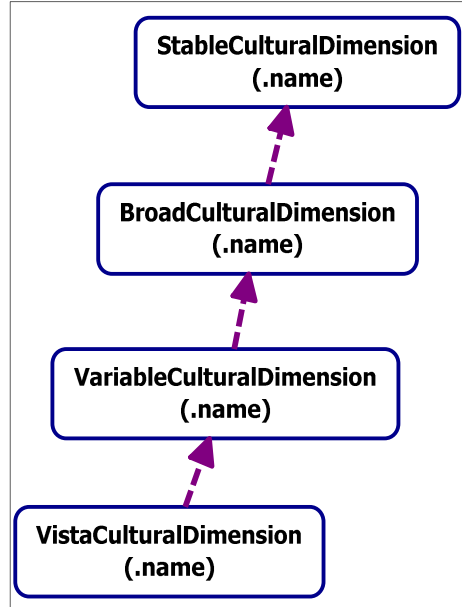 StableCulturalDimension
(.name)
BroadCulturalDimension
(.name)
VariableCulturalDimension
(.name)
VistaCulturalDimension
(.name)